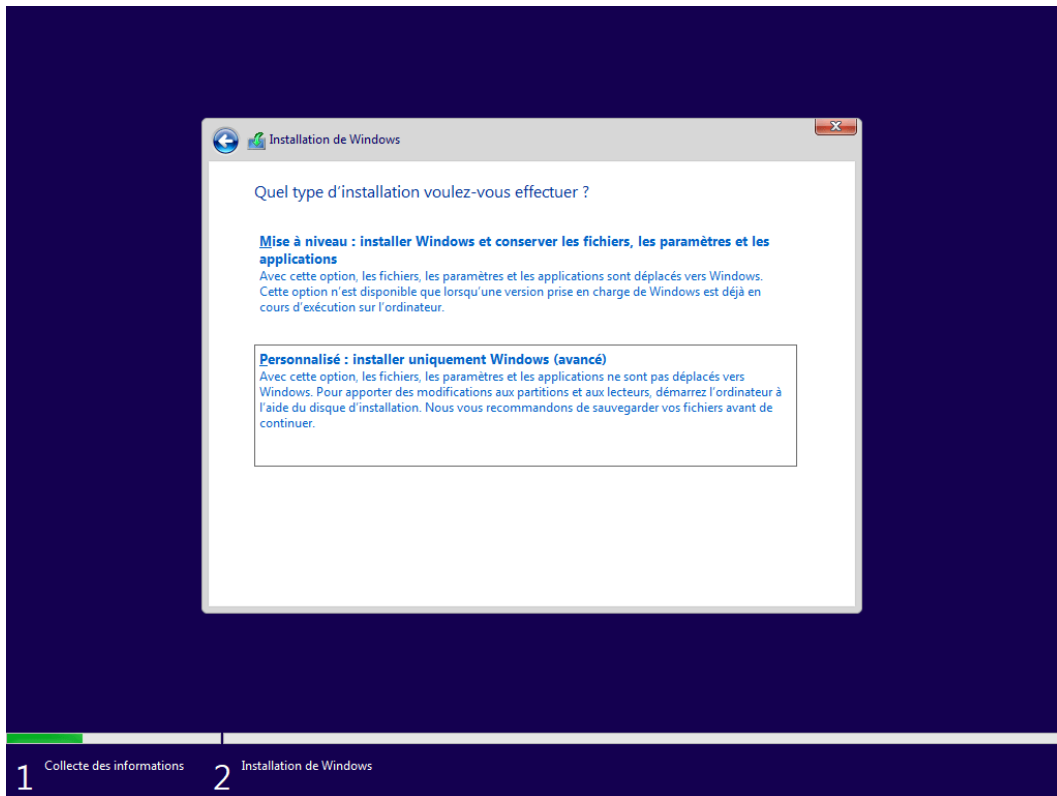 Installation de Windows
Quel type d'installation voulez-vous effectuer ?
Mise à niveau : installer Windows et conserver les fichiers, les paramètres et les
applications
Avec cette option, les fichiers, les paramètres et les applications sont déplacés vers Windows.
Cette option n'est disponible que lorsqu'une version prise en charge de Windows est déjà en
cours d'exécution sur l'ordinateur.
Personnalisé : installer uniquement Windows (avancé)
Avec cette option, les fichiers, les paramètres et les applications ne sont pas déplacés vers
Windows. Pour apporter des modifications aux partitions et aux lecteurs, démarrez l'ordinateur à
l'aide du disque d'installation. Nous vous recommandons de sauvegarder vos fichiers avant de
continuer.
1 Collecte des informations 2 Installation de Windows